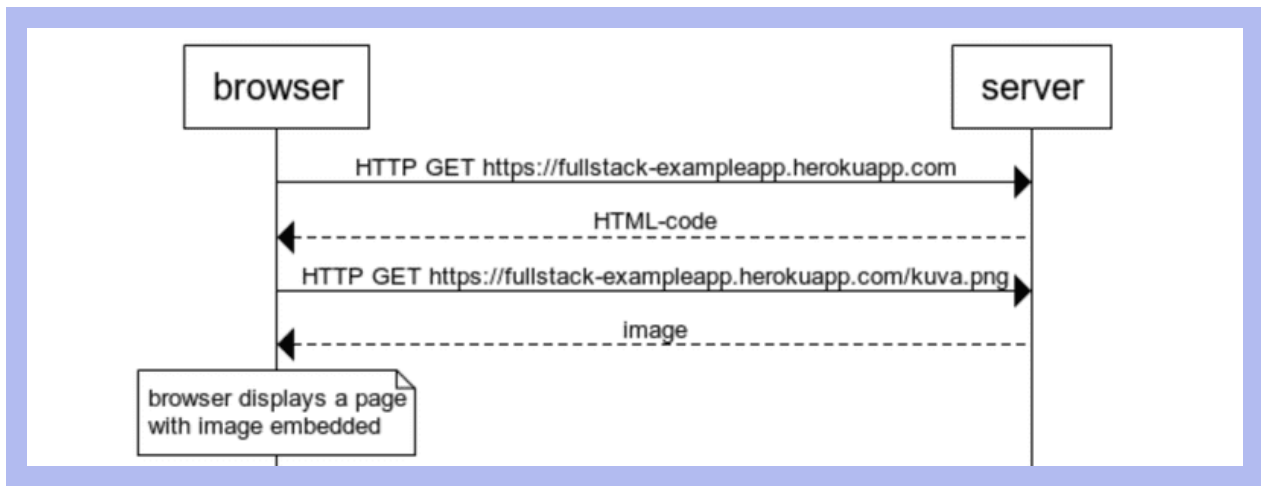 browser
server
HTTP GET https://fullstack-exampleapp.herokuapp.com
HTML-code
HTTP GET https://fullstack-exampleapp.herokuapp.com/kuva.png
image
browser displays a page
with image embedded